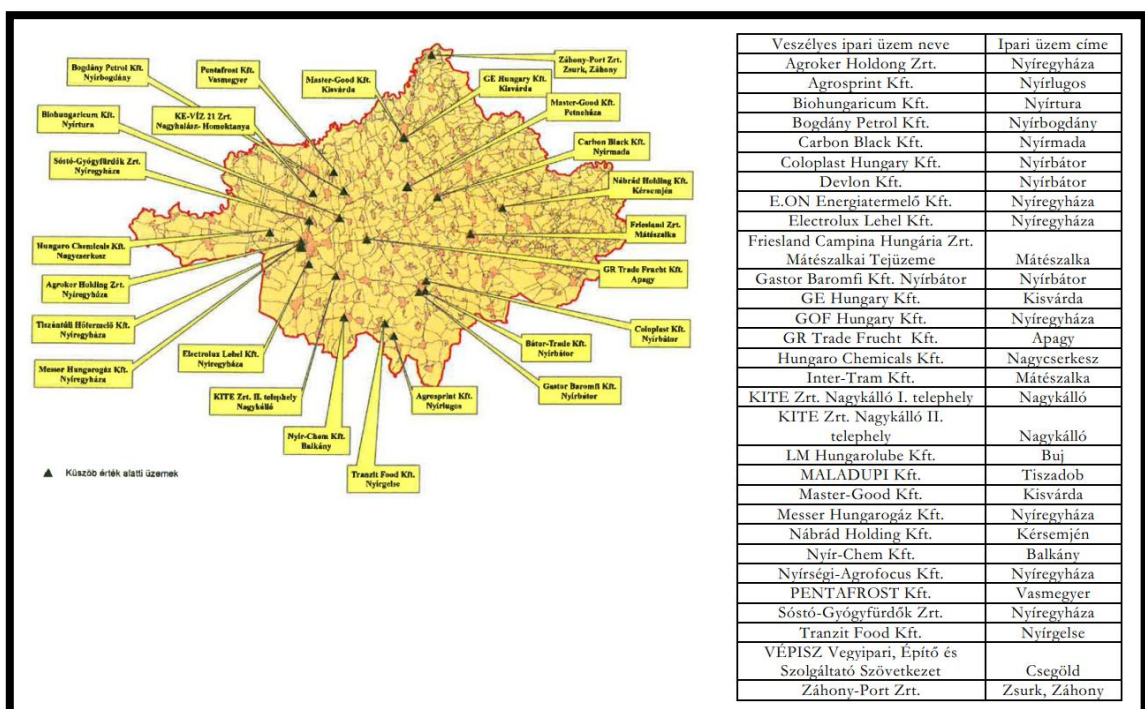 Bogdány Petrol Kft.
Nyírbogdány
Pentafrost Kft.
Vasmegyer
Master-Good Kft.
Kisvárda
Záhony-Port Zrt.
Zsurk, Záhony
GE Hungary Kft.
Kisvárda
Biohungaricum Kft.
Nyírtura
KE-VÍZ 21 Zrt.
Nagyhalász- Homoktanya
Master-Good Kft.
Petneháza
Sóstó-Gyógyfürdők Zrt.
Nyíregyháza
Carbon Black Kft.
Nyírmada
Nábrád Holding Kft.
Kérsemjén
Hungaro Chemicals Kft.
Nagycserkesz
Friesland Zrt.
Mátészalka
Agroker Holding Zrt.
Nyíregyháza
GR Trade Frucht Kft.
Apagy
Tiszántúli Hőtermelő Kft.
Nyíregyháza
Coloplast Kft.
Nyírbátor
Messer Hungarogáz Kft.
Nyíregyháza
Electrolux Lehel Kft.
Nyíregyháza
Bátor-Trade Kft.
Nyírbátor
KITE Zrt. II. telephely
Nagykálló
Agrosprint Kft.
Nyírlugos
Gastor Baromfi Kft.
Nyírbátor
Nyír-Chem Kft.
Balkány
Tranzit Food Kft.
Nyírgelse
Küszöb érték alatti üzemek
Veszélyes ipari üzem neve Ipari üzem címe
Agroker Holdong Zrt. Nyíregyháza
Agrosprint Kft. Nyírlugos
Biohungaricum Kft. Nyírtura
Bogdány Petrol Kft. Nyírbogdány
Carbon Black Kft. Nyírmada
Coloplast Hungary Kft. Nyírbátor
Devlon Kft. Nyírbátor
E.ON Energiatermelő Kft. Nyíregyháza
Electrolux Lehel Kft. Nyíregyháza
Friesland Campina Hungária Zrt.
Mátészalkai Tejüzeme Mátészalka
Gastor Baromfi Kft. Nyírbátor Nyírbátor
GE Hungary Kft. Kisvárda
GOF Hungary Kft. Nyíregyháza
GR Trade Frucht Kft. Apagy
Hungaro Chemicals Kft. Nagycserkesz
Inter-Tram Kft. Mátészalka
KITE Zrt. Nagykálló I. telephely Nagykálló
KITE Zrt. Nagykálló II.
telephely Nagykálló
LM Hungarolube Kft. Buj
MALADUPI Kft. Tiszadob
Master-Good Kft. Kisvárda
Messer Hungarogáz Kft. Nyíregyháza
Nábrád Holding Kft. Kérsemjén
Nyír-Chem Kft. Balkány
Nyírségi-Agrofocus Kft. Nyíregyháza
PENTAFROST Kft. Vasmegyer
Sóstó-Gyógyfürdők Zrt. Nyíregyháza
Tranzit Food Kft. Nyírgelse
VÉPISZ Vegyipari, Építő és
Szolgáltató Szövetkezet Csegöld
Záhony-Port Zrt. Zsurk, Záhony